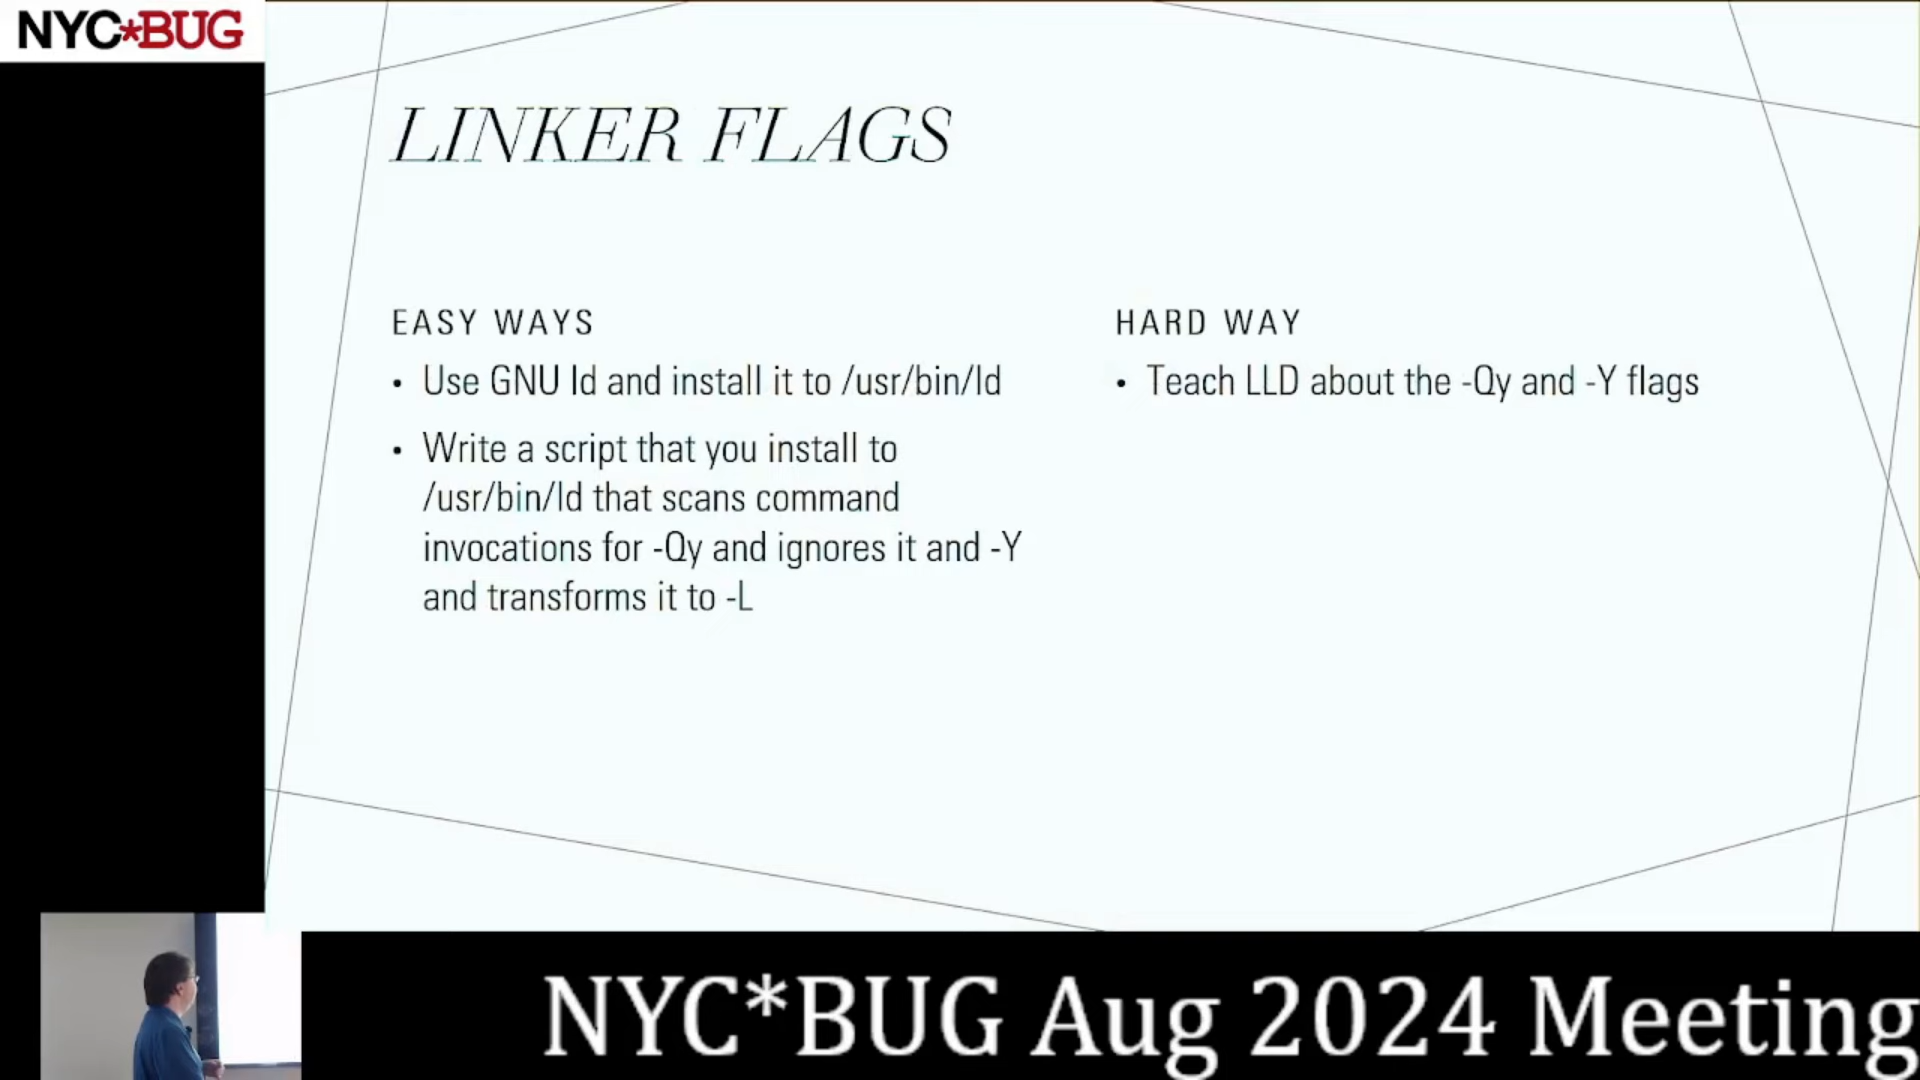 NYC*BUG
LINKER FLAGS
EASY WAYS
• Use GNU ld and install it to /usr/bin/ld
• Write a script that you install to
/usr/bin/ld that scans command
invocations for -Qy and ignores it and -Y
and transforms it to -L
HARD WAY
• Teach LLD about the -Qy and -Y flags
NYC*BUG Aug 2024 Meeting